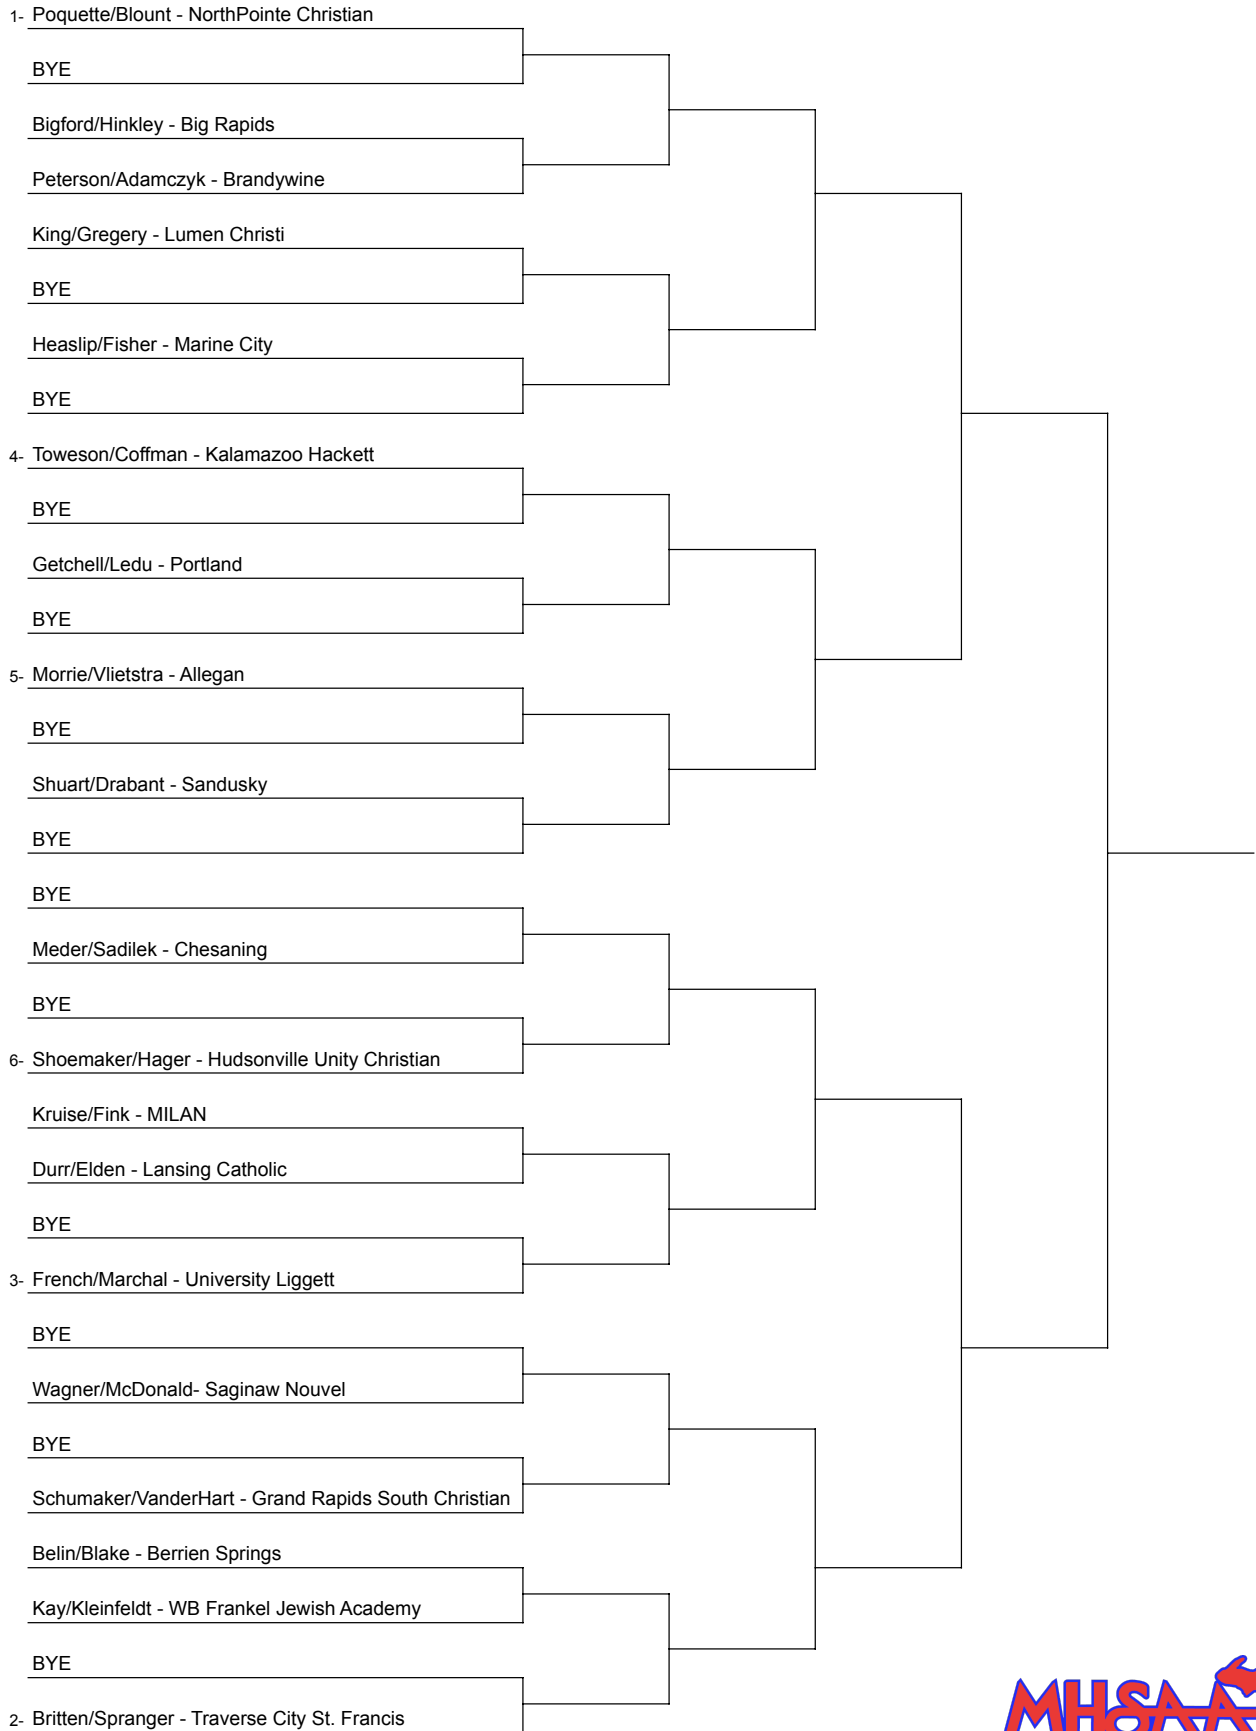 1- Poquette/Blount - NorthPointe Christian
BYE
Bigford/Hinkley - Big Rapids
Peterson/Adamczyk - Brandywine
King/Gregery - Lumen Christi
BYE
Heaslip/Fisher - Marine City
BYE
4- Toweson/Coffman - Kalamazoo Hackett
BYE
Getchell/Ledu - Portland
BYE
5- Morrie/Vlietstra - Allegan
BYE
Shuart/Drabant - Sandusky
BYE
BYE
Meder/Sadilek - Chesaning
BYE
6- Shoemaker/Hager - Hudsonville Unity Christian
Kruise/Fink - MILAN
Durr/Elden - Lansing Catholic
BYE
3- French/Marchal - University Liggett
BYE
Wagner/McDonald- Saginaw Nouvel
BYE
Schumaker/VanderHart - Grand Rapids South Christian
Belin/Blake - Berrien Springs
Kay/Kleinfeldt - WB Frankel Jewish Academy
BYE
2- Britten/Spranger - Traverse City St. Francis
MHSAA